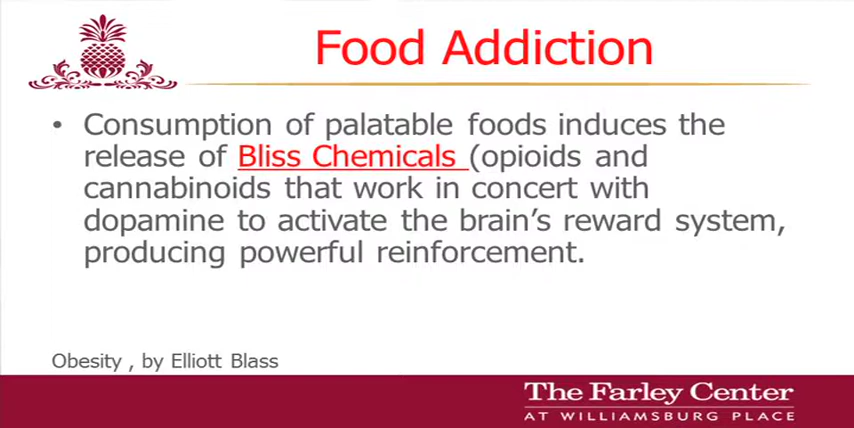 Food Addiction
• Consumption of palatable foods induces the
release of Bliss Chemicals (opioids and
cannabinoids that work in concert with
dopamine to activate the brain's reward system,
producing powerful reinforcement.
Obesity , by Elliott Blass
The Farley Center
AT WILLIAMSBURG PLACE